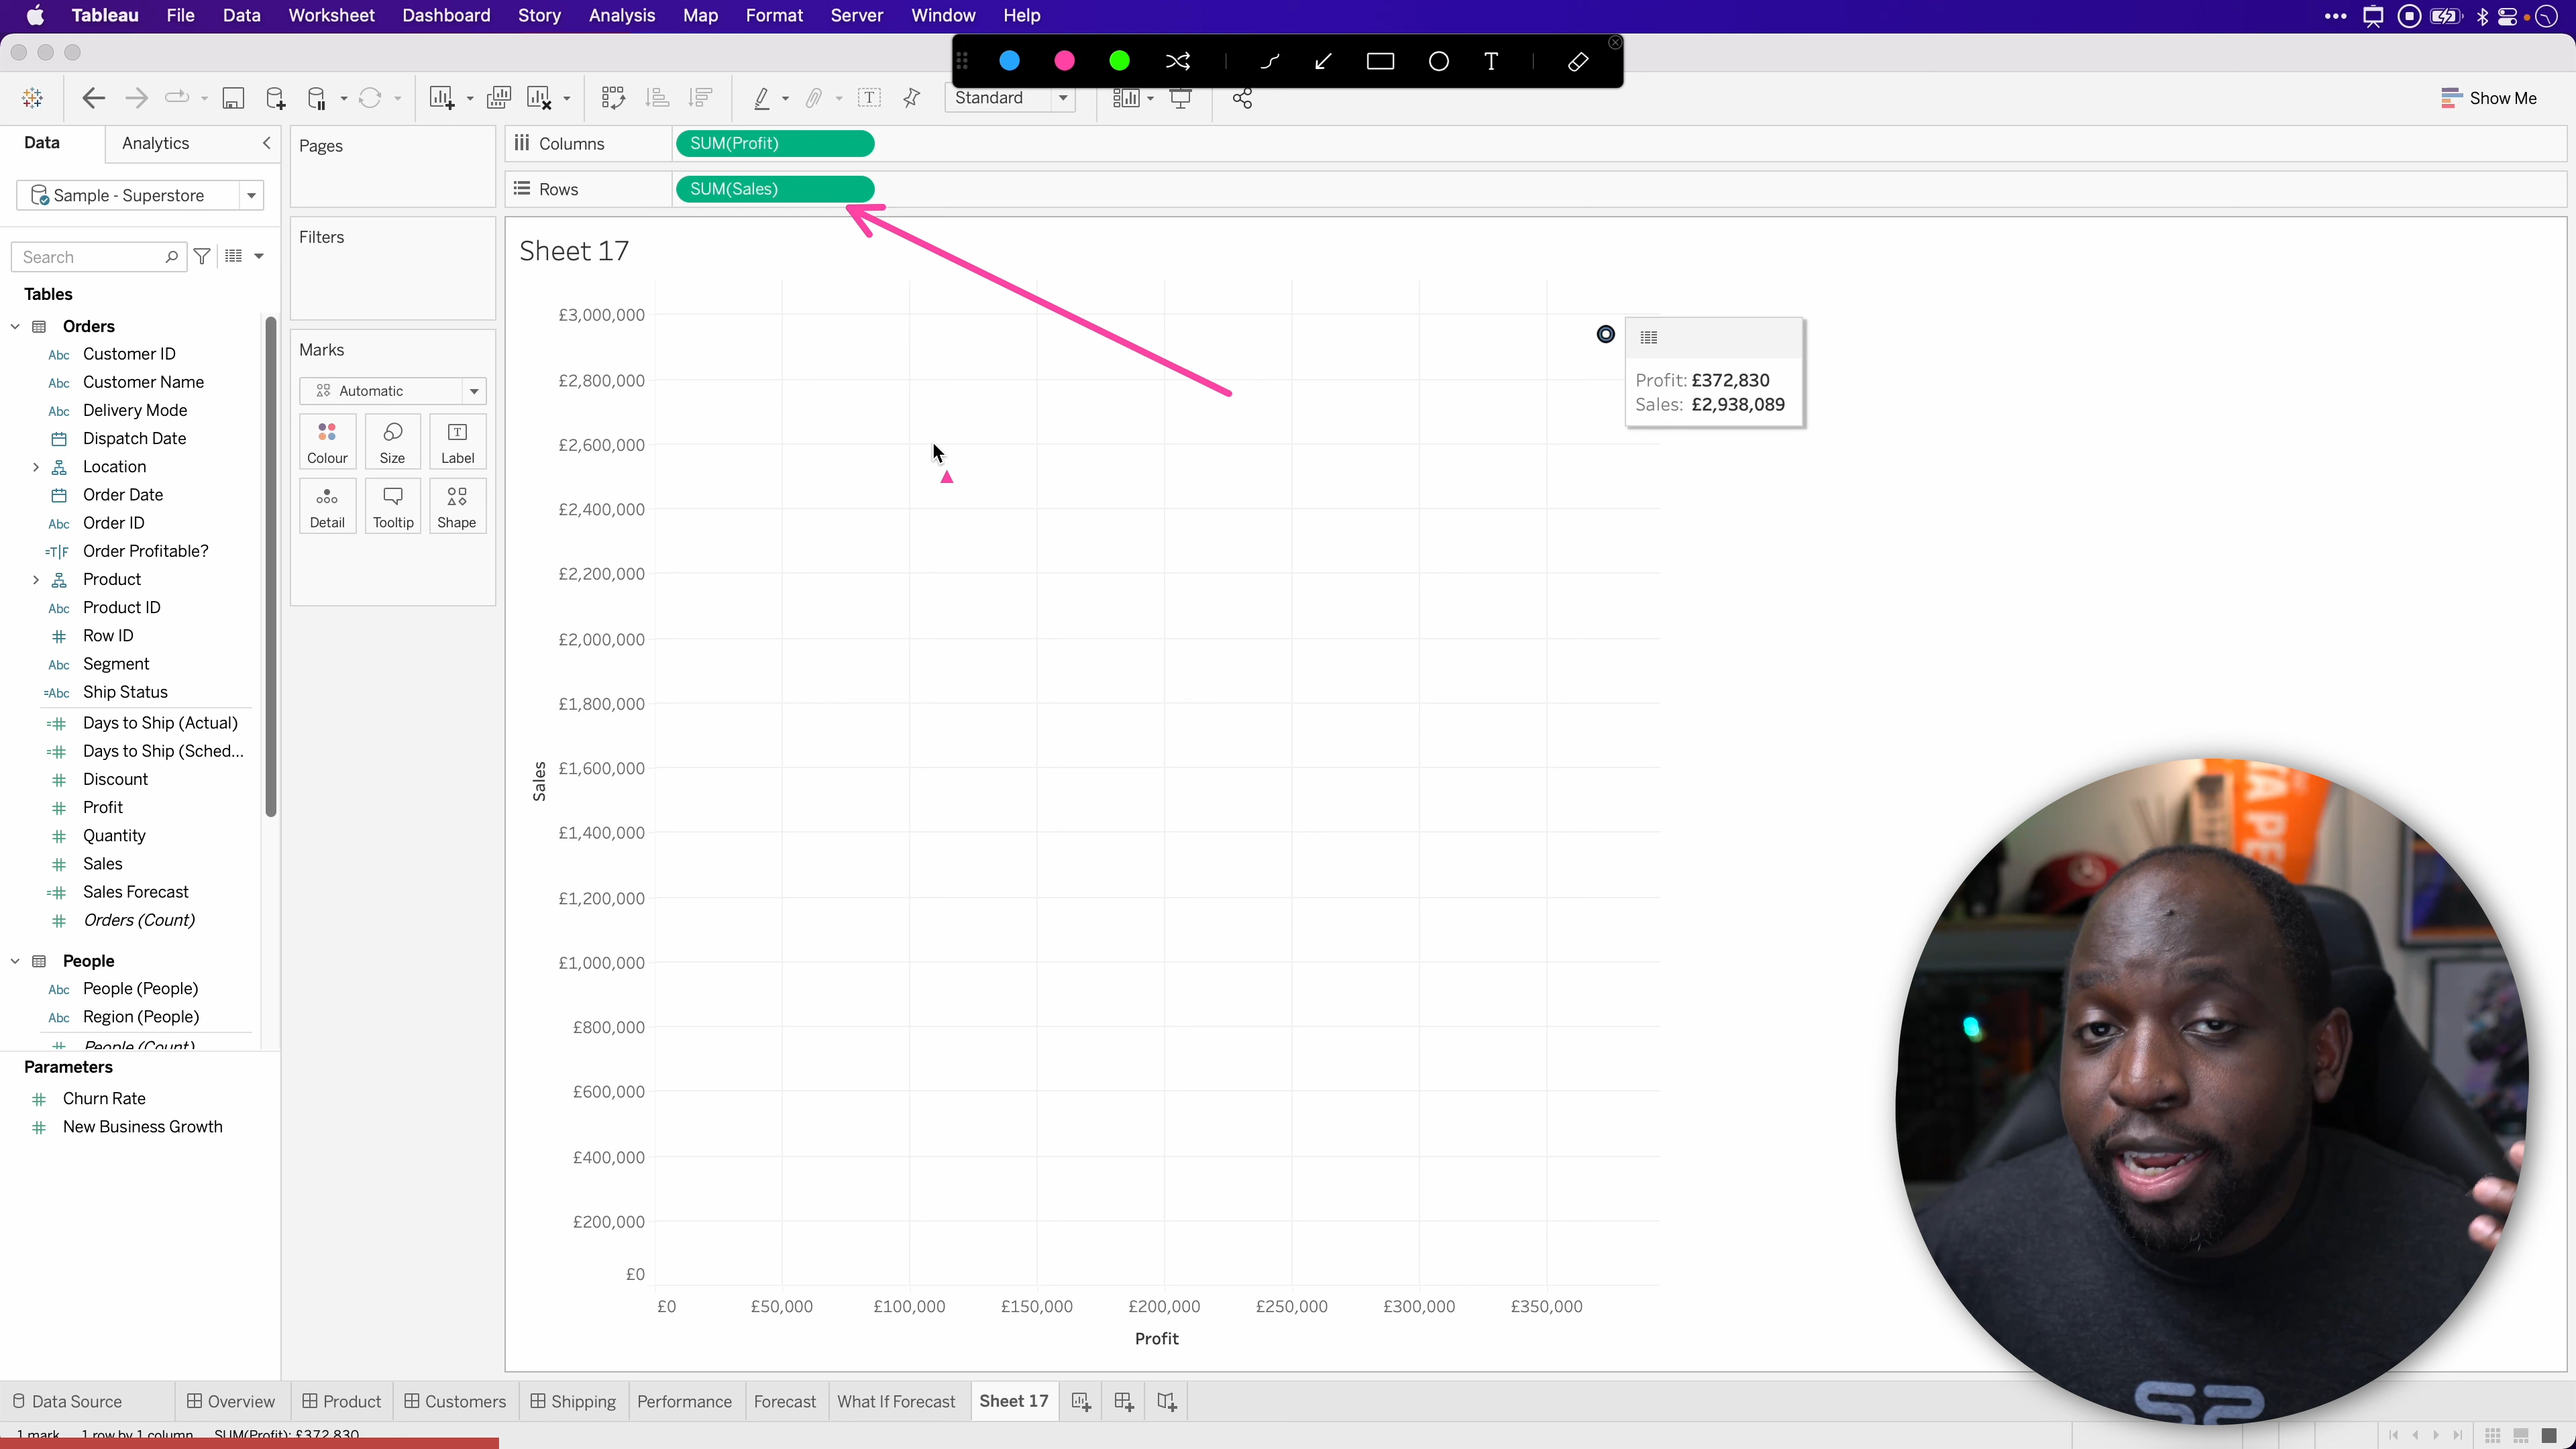 Tableau File Data Worksheet Dashboard Story Analysis Map Format Server Window Help
T
Standard
Show Me
Data Analytics
Pages
Columns SUM(Profit)
Rows SUM(Sales)
Sample - Superstore
Filters
Search
Sheet 17
Tables
Orders
Abc Customer ID
Abc Customer Name
Abc Delivery Mode
Dispatch Date
Location
Order Date
Abc Order ID
=T|F Order Profitable?
Product
Abc Product ID
# Row ID
Abc Segment
=Abc Ship Status
=# Days to Ship (Actual)
=# Days to Ship (Sched...
# Discount
# Profit
# Quantity
# Sales
=# Sales Forecast
# Orders (Count)
People
Abc People (People)
Abc Region (People)
# People (Count)
Parameters
# Churn Rate
# New Business Growth
Marks
Automatic
Colour Size Label
Detail Tooltip Shape
£3,000,000
£2,800,000
£2,600,000
£2,400,000
£2,200,000
£2,000,000
£1,800,000
£1,600,000
£1,400,000
£1,200,000
£1,000,000
£800,000
£600,000
£400,000
£200,000
£0
Sales
£0 £50,000 £100,000 £150,000 £200,000 £250,000 £300,000 £350,000
Profit
Profit: £372,830
Sales: £2,938,089
Data Source Overview Product Customers Shipping Performance Forecast What If Forecast Sheet 17
1 mark 1 row by 1 column SUM(Profit): £372,830